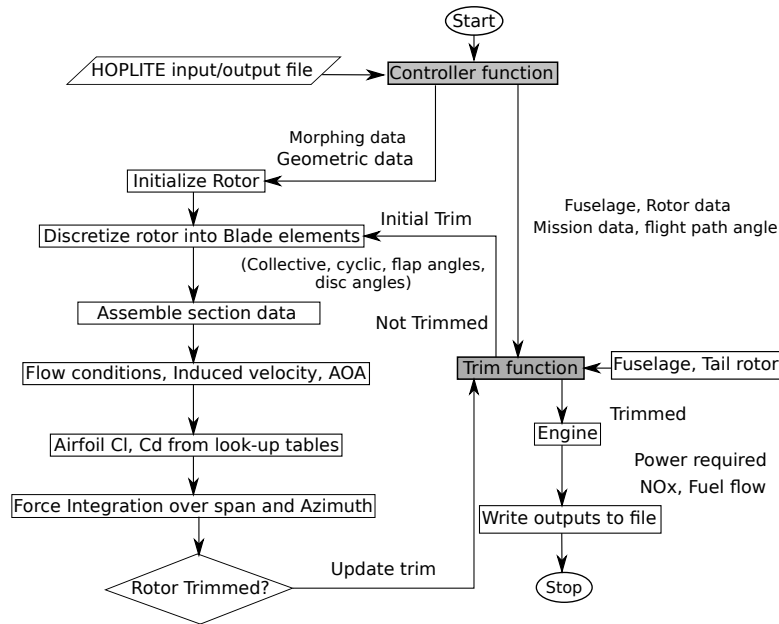 Start
HOPLITE input/output file
Controller function
Morphing data
Geometric data
Initialize Rotor
Fuselage, Rotor data
Mission data, flight path angle
Initial Trim
Discretize rotor into Blade elements
(Collective, cyclic, flap angles,
disc angles)
Assemble section data
Not Trimmed
Flow conditions, Induced velocity, AOA
Trim function
Fuselage, Tail rotor
Trimmed
Engine
Airfoil Cl, Cd from look-up tables
Power required
NOx, Fuel flow
Force Integration over span and Azimuth
Write outputs to file
Update trim
Rotor Trimmed?
Stop